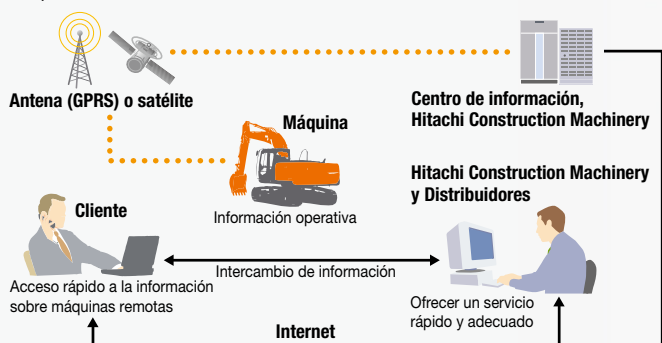 Antena (GPRS) o satélite
Centro de información,
Hitachi Construction Machinery
Máquina
Información operativa
Hitachi Construction Machinery
y Distribuidores
Cliente
Acceso rápido a la información
sobre máquinas remotas
Intercambio de información
Ofrecer un servicio
rápido y adecuado
Internet